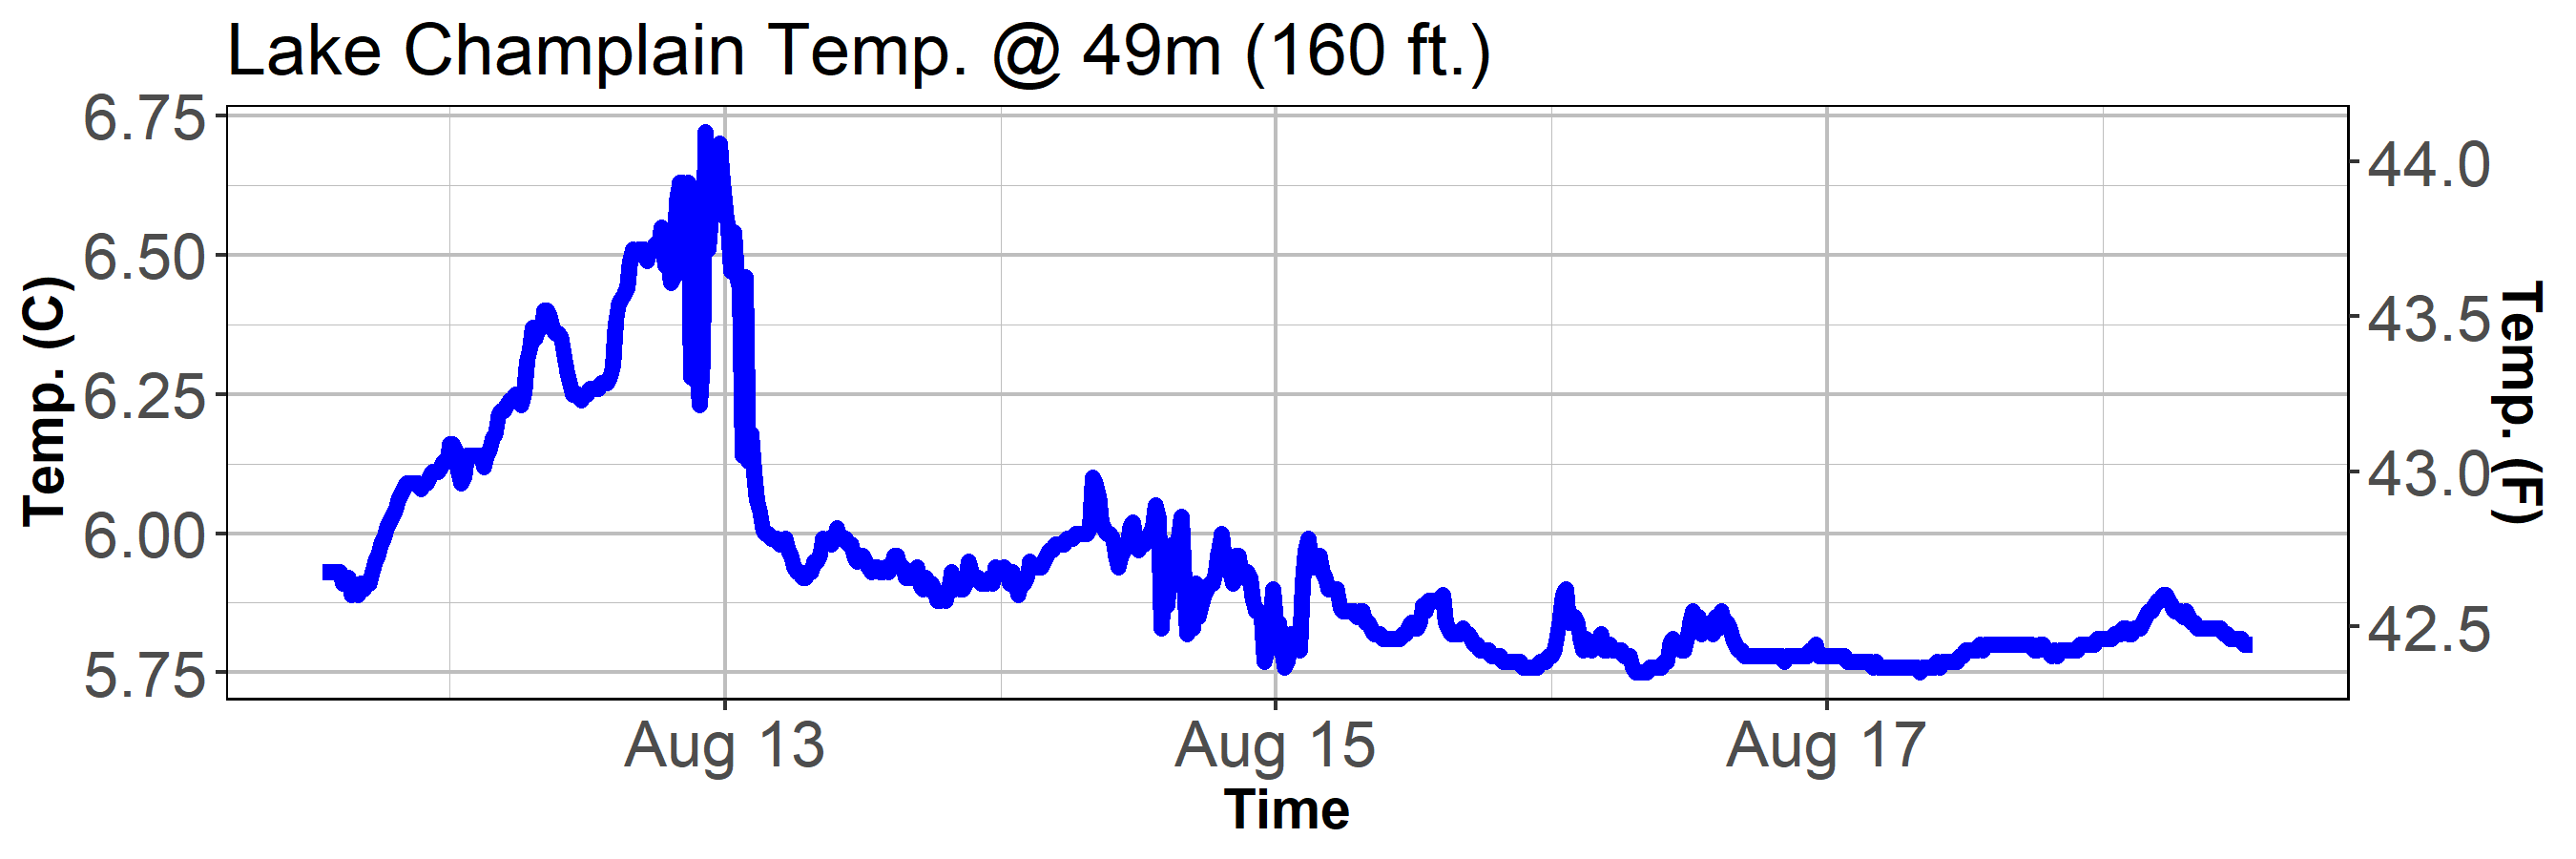 Lake Champlain Temp. @ 49m (160 ft.)
6.75
6.50
6.25
6.00
5.75
Temp. (C)
44.0
43.5
43.0
42.5
Temp. (F)
Aug 13
Aug 15
Aug 17
Time